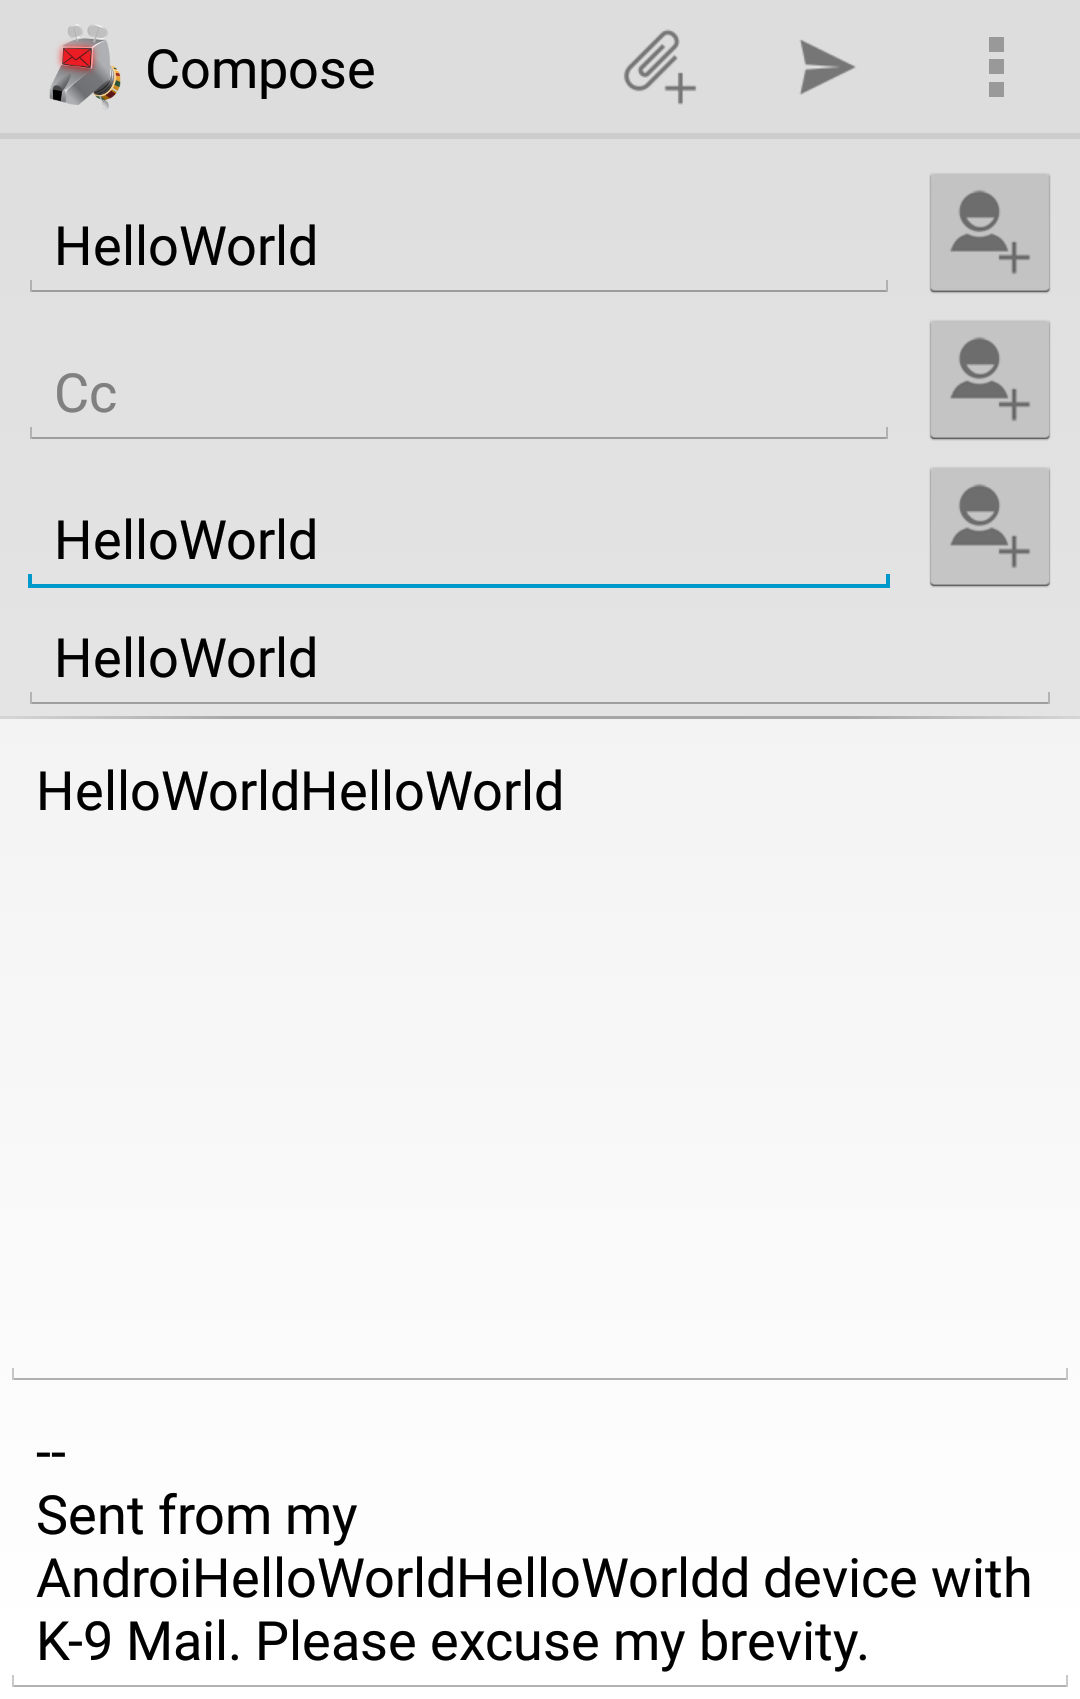 Compose
HelloWorld
Cc
HelloWorld
HelloWorld
HelloWorldHelloWorld
--
Sent from my
AndroiHelloWorldHelloWorldd device with
K-9 Mail. Please excuse my brevity.